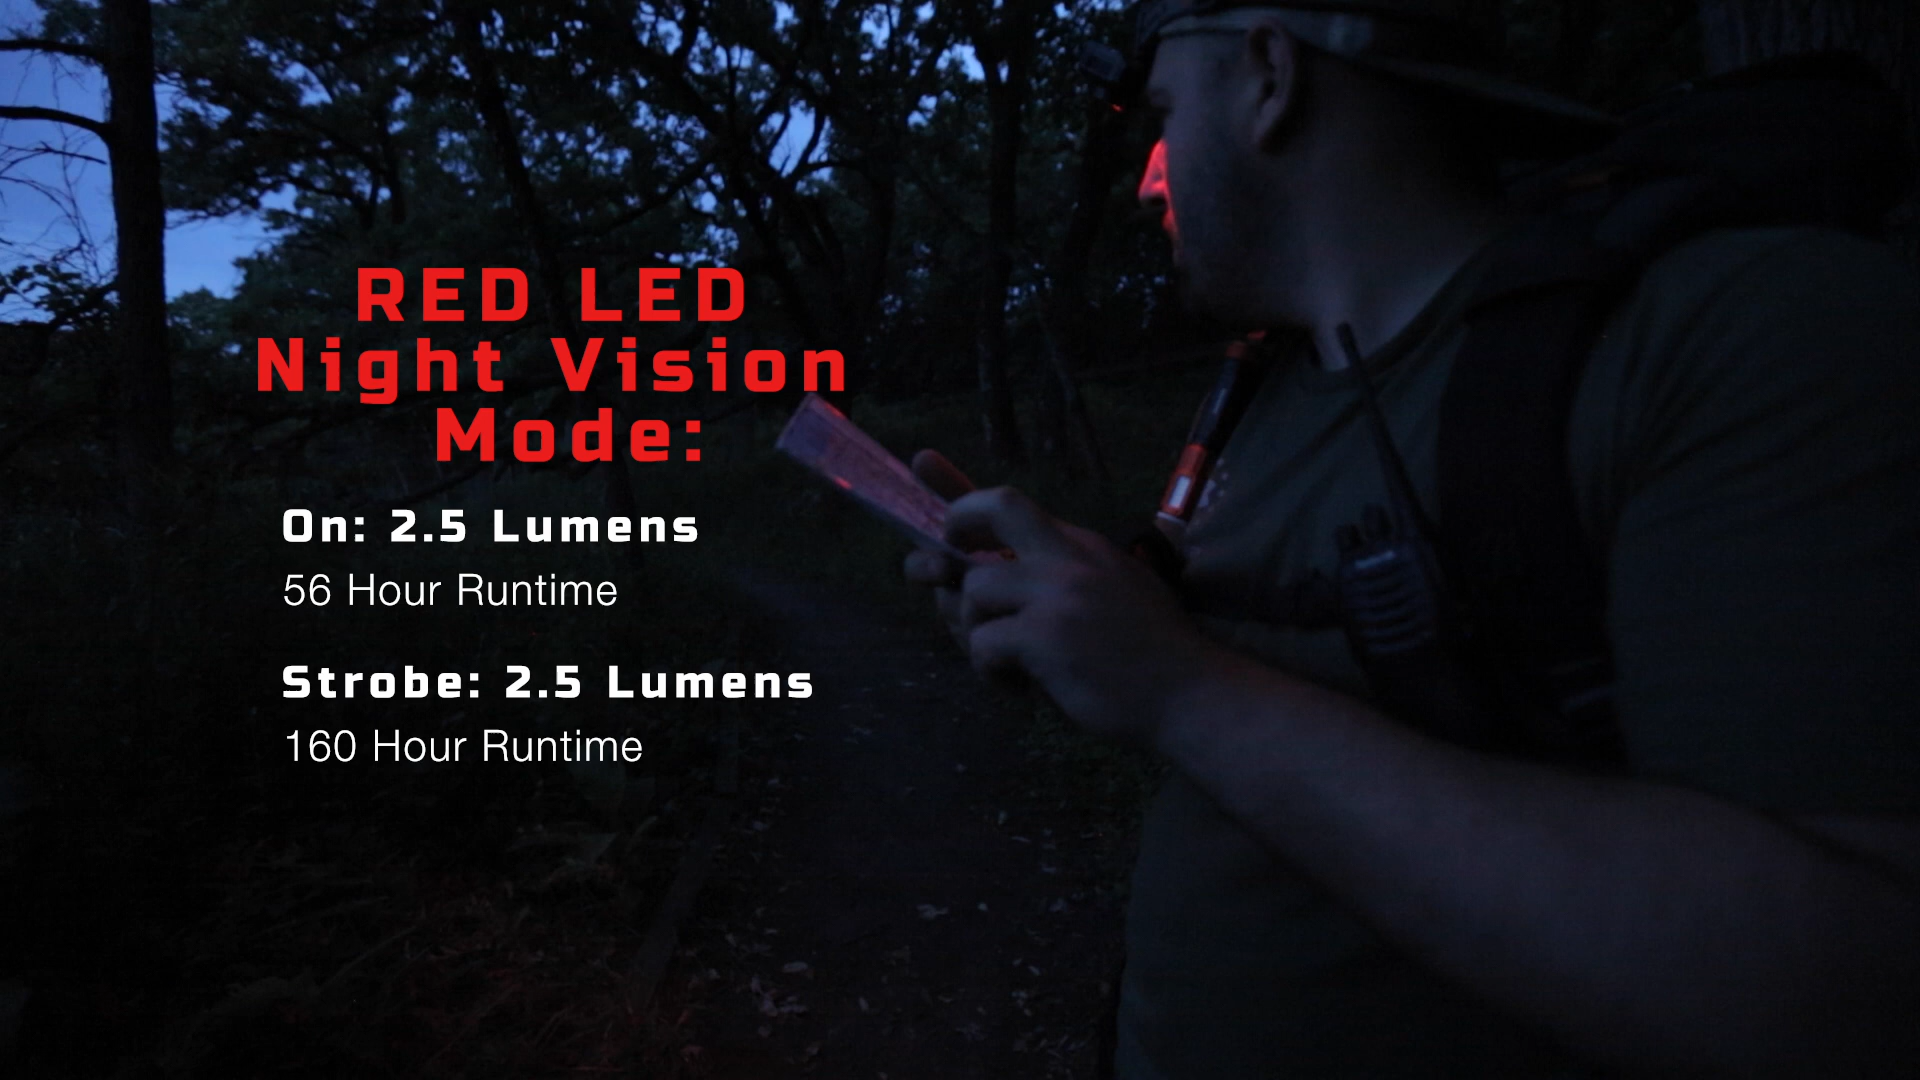 RED LED
Night Vision
Mode:
On: 2.5 Lumens
56 Hour Runtime
Strobe: 2.5 Lumens
160 Hour Runtime